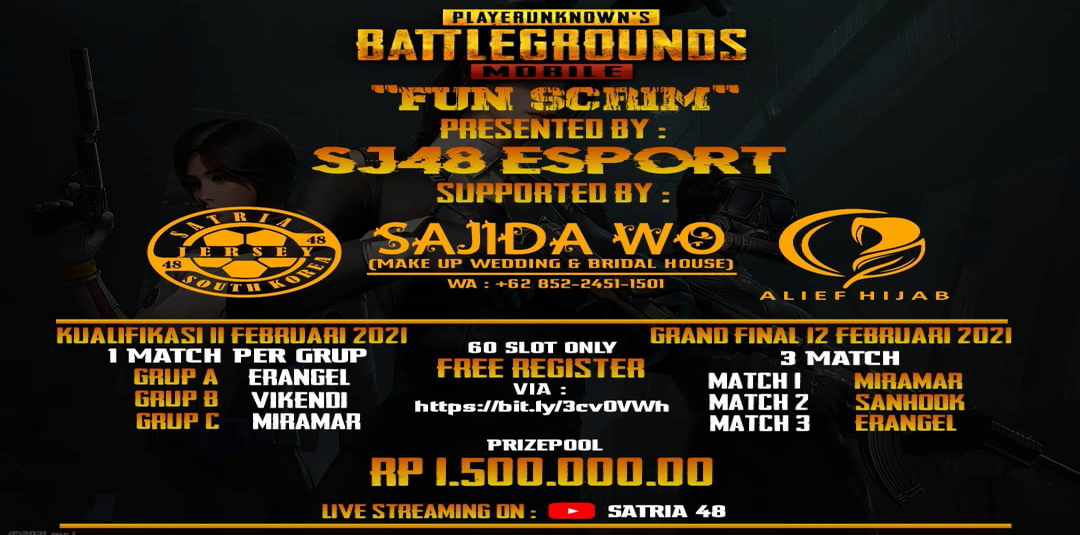 PLAYERUNKNOWN'S
BATTLEGROUNDS
MOBILE
"FUN SCRIM"
PRESENTED BY :
SJ48 ESPORT
SUPPORTED BY :
SATRIA
48
JERSEY
48
SOUTH KOREA
SAJIDA WO
(MAKE UP WEDDING & BRIDAL HOUSE)
WA : +62 852-2451-1501
ALIEF HIJAB
KUALIFIKASI 11 FEBRUARI 2021
1 MATCH PER GRUP
GRUP A ERANGEL
GRUP B VIKENDI
GRUP C MIRAMAR
60 SLOT ONLY
FREE REGISTER
VIA :
https://bit.ly/3cv0VWh
GRAND FINAL 12 FEBRUARI 2021
3 MATCH
MATCH 1 MIRAMAR
MATCH 2 SANHOOK
MATCH 3 ERANGEL
PRIZEPOOL
RP 1.500.000.00
LIVE STREAMING ON : SATRIA 48